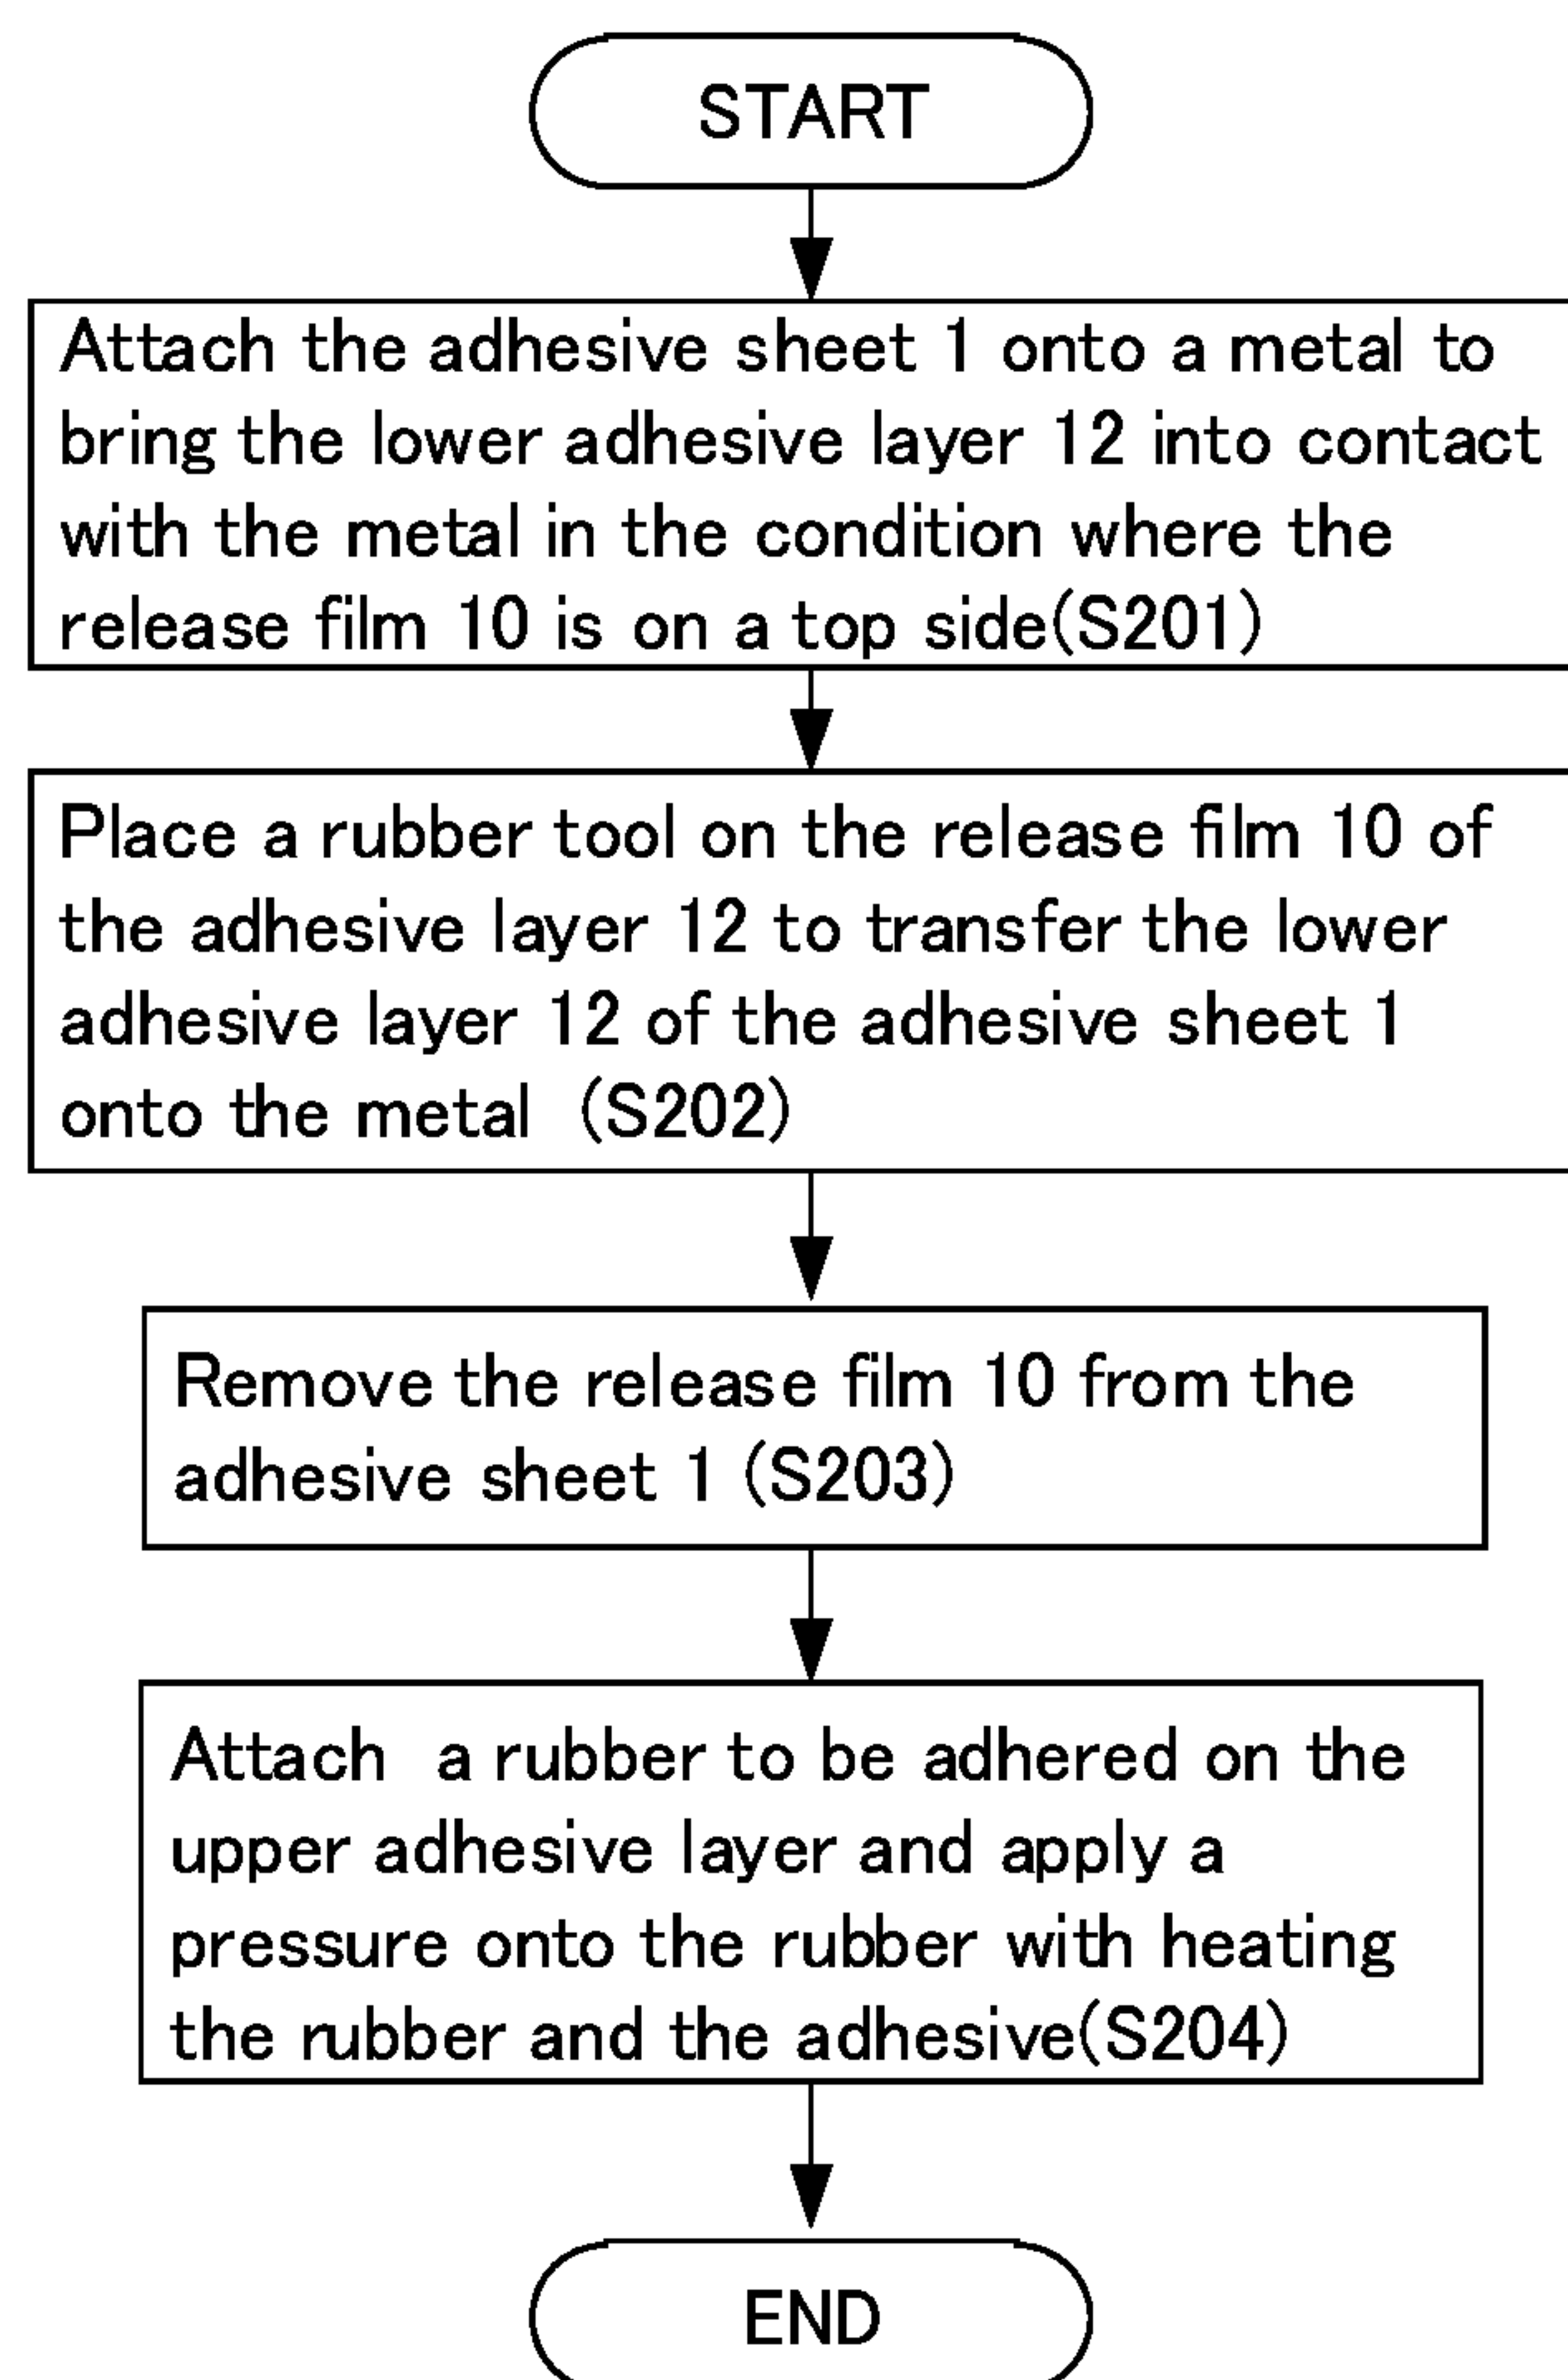 START
Attach the adhesive sheet 1 onto a metal to
bring the lower adhesive layer 12 into contact
with the metal in the condition where the
release film 10 is on a top side(S201)
Place a rubber tool on the release film 10 of
the adhesive layer 12 to transfer the lower
adhesive layer 12 of the adhesive sheet 1
onto the metal (S202)
Remove the release film 10 from the
adhesive sheet 1 (S203)
Attach a rubber to be adhered on the
upper adhesive layer and apply a
pressure onto the rubber with heating
the rubber and the adhesive(S204)
END